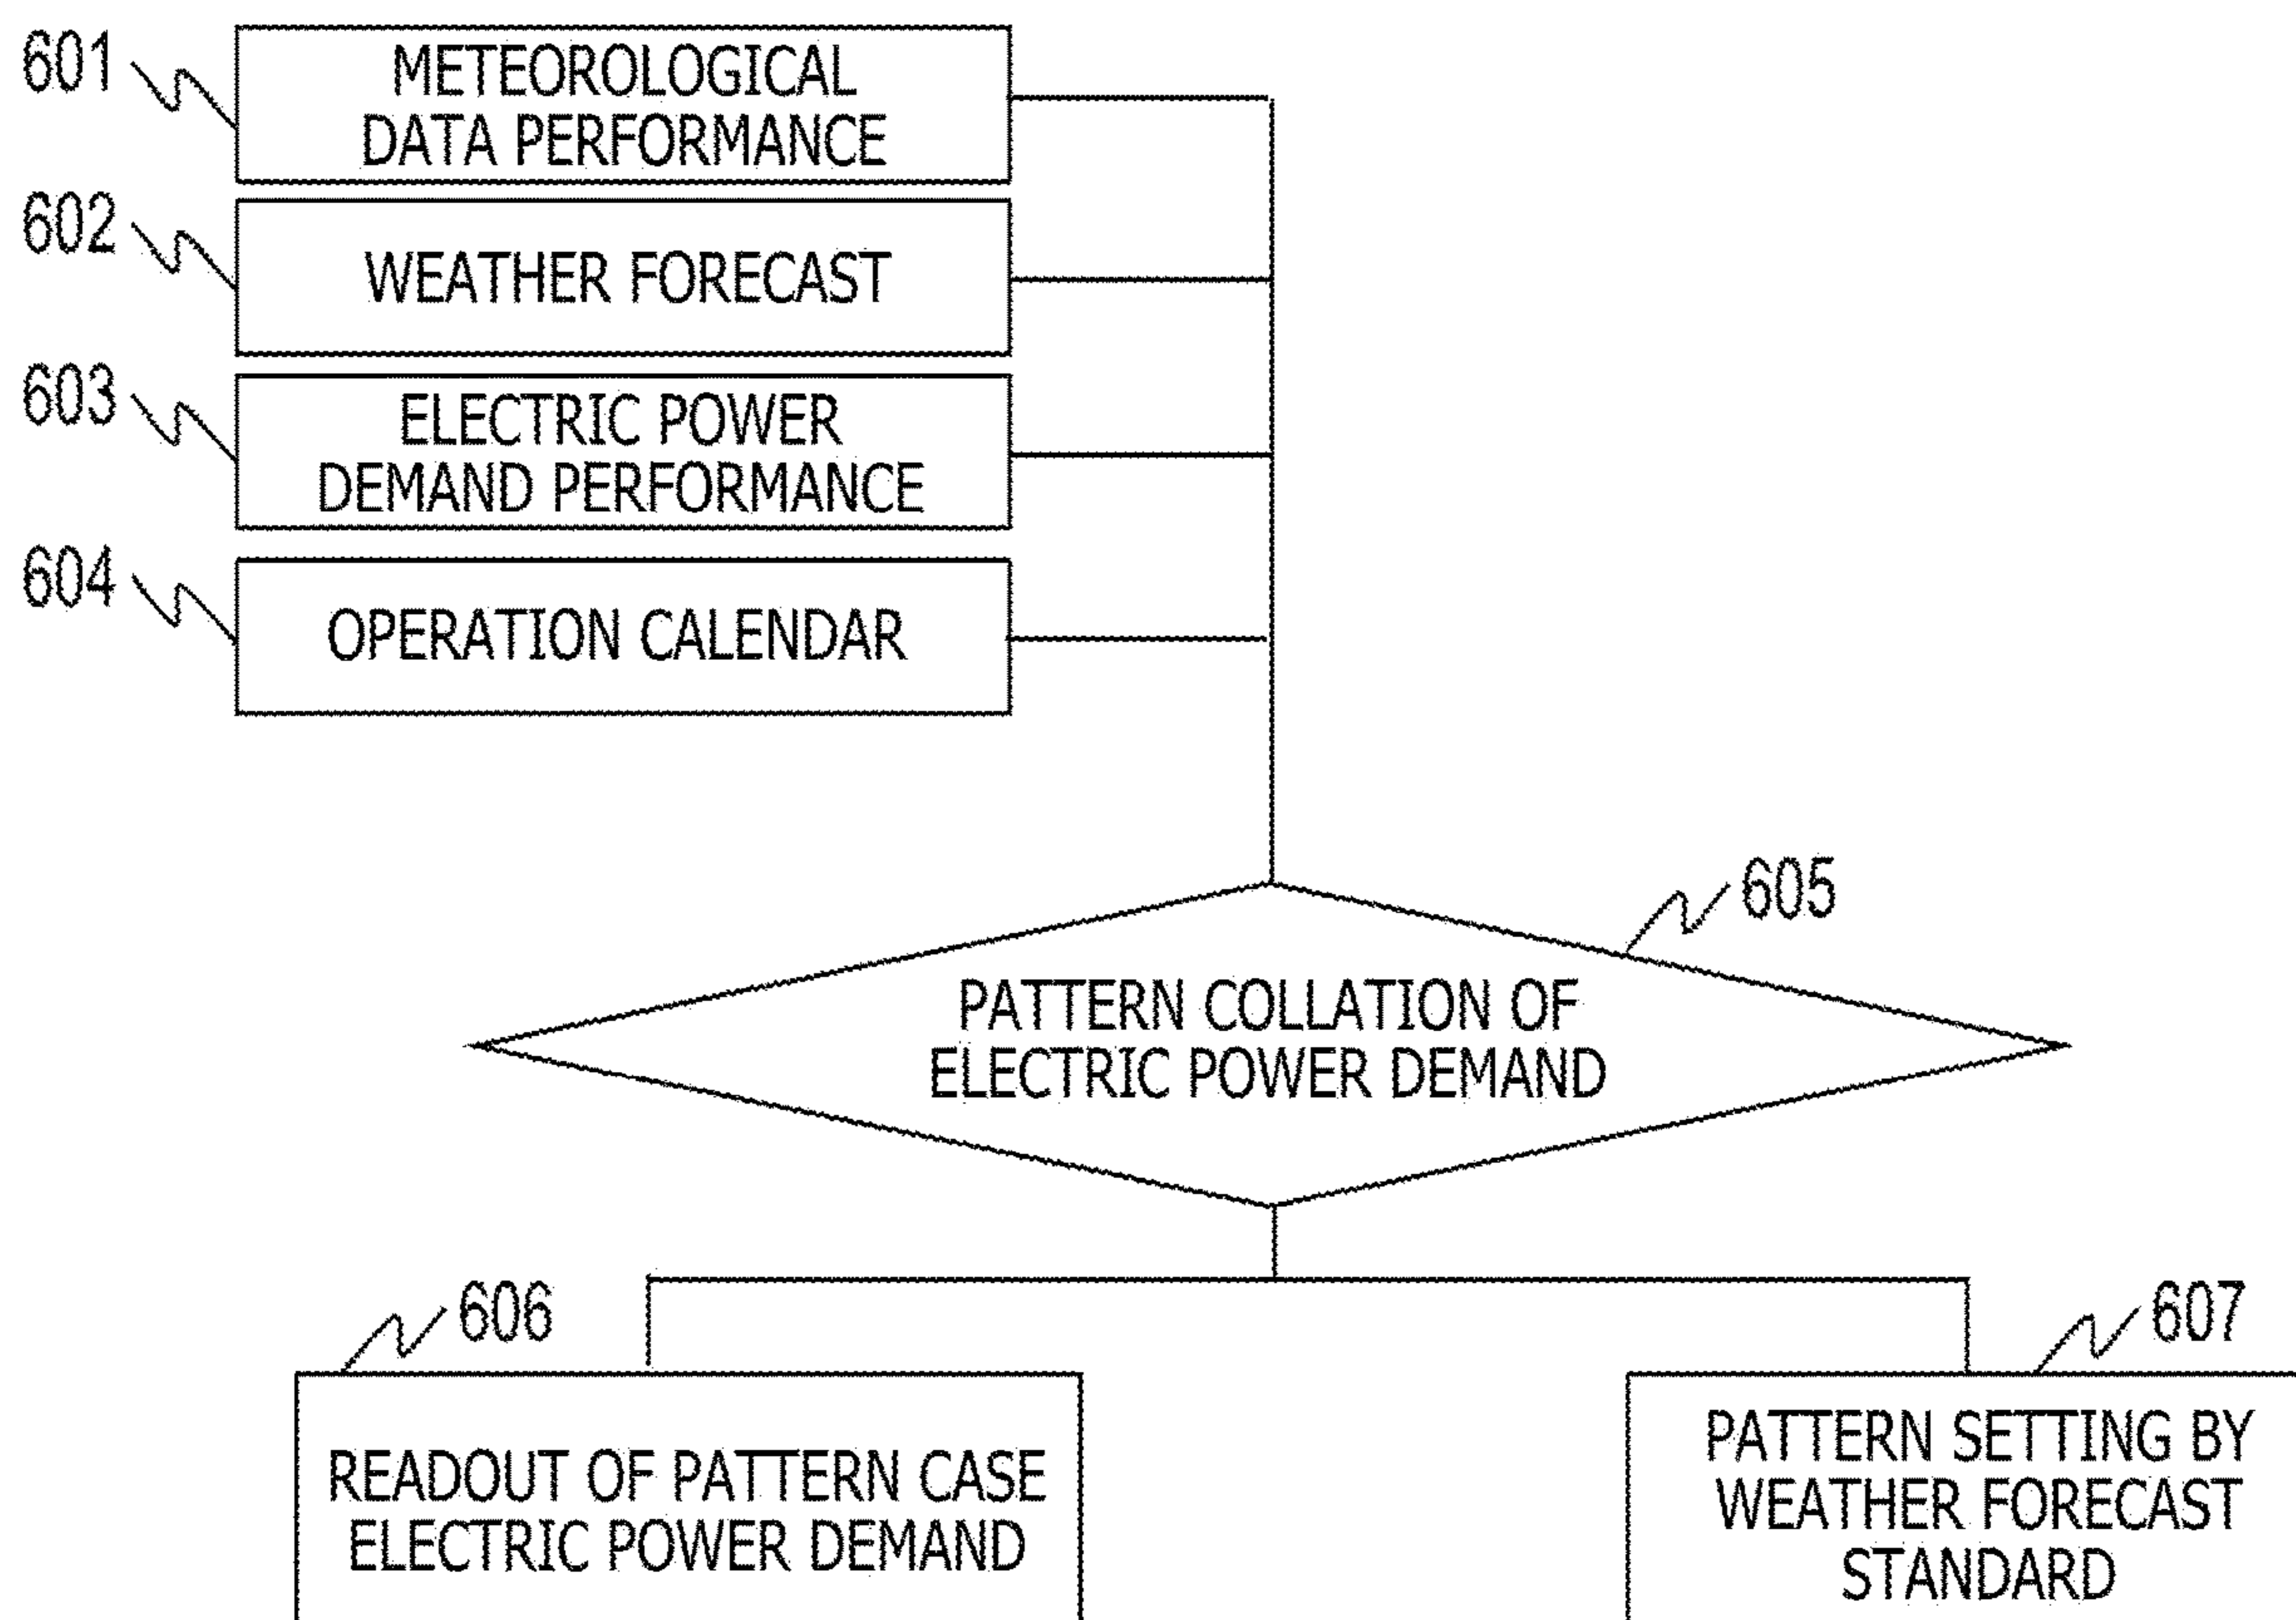 601
METEOROLOGICAL
DATA PERFORMANCE
602
WEATHER FORECAST
603
ELECTRIC POWER
DEMAND PERFORMANCE
604
OPERATION CALENDAR
605
PATTERN COLLATION OF
ELECTRIC POWER DEMAND
606
READOUT OF PATTERN CASE
ELECTRIC POWER DEMAND
607
PATTERN SETTING BY
WEATHER FORECAST
STANDARD